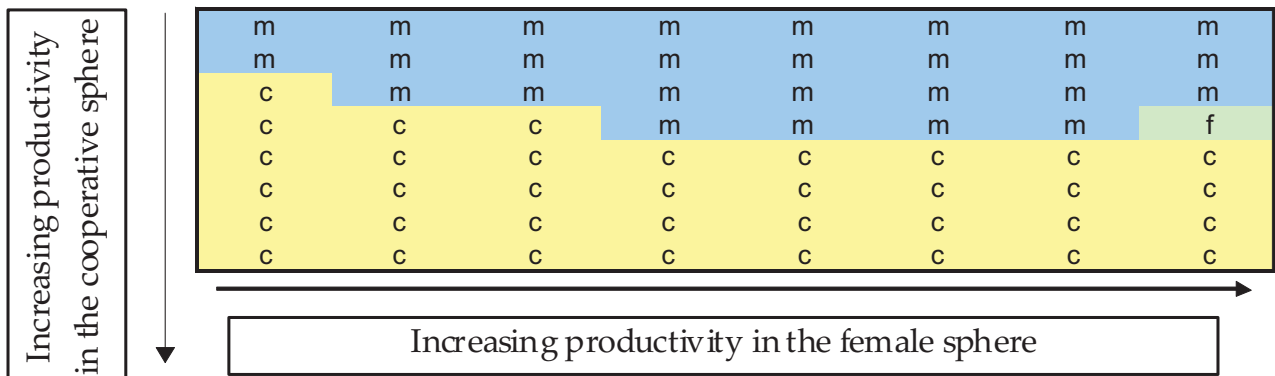 Increasing productivity
in the cooperative sphere
m m m m m m m m
m m m m m m m m
c m m m m m m m
c c c m m m m f
c c c c c c c c
c c c c c c c c
c c c c c c c c
c c c c c c c c
Increasing productivity in the female sphere